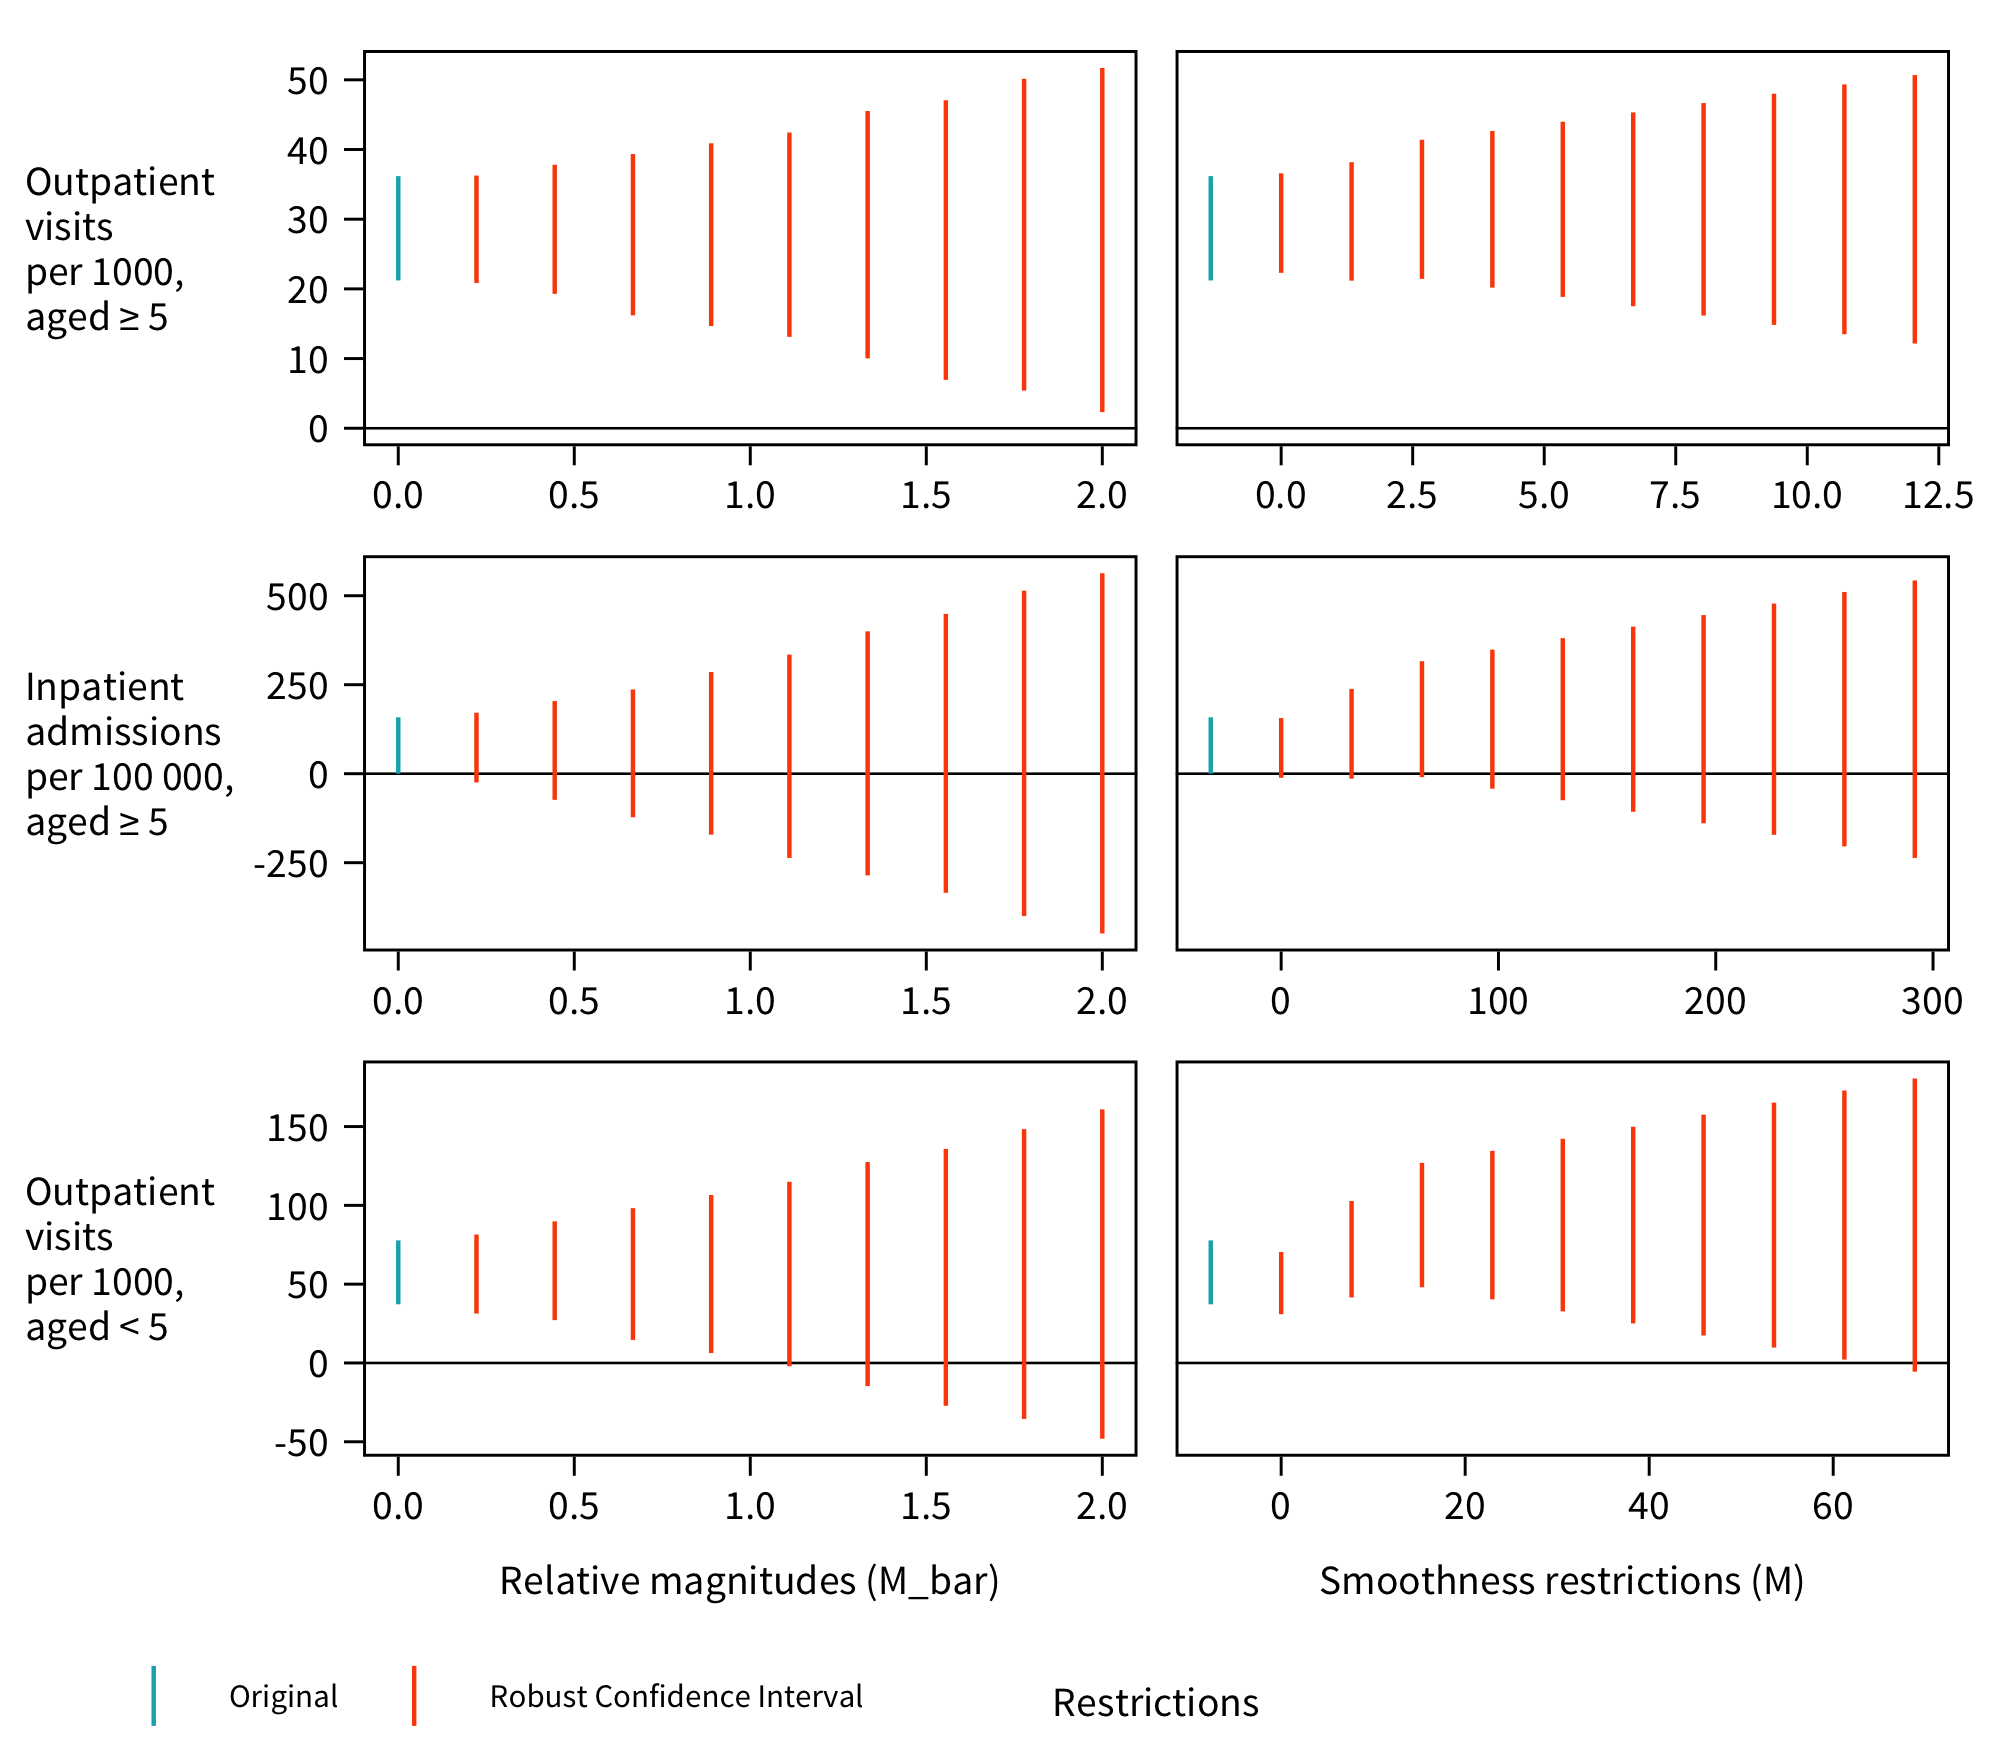 Outpatient
visits
per 1000,
aged ≥ 5
50
40
30
20
10
0
0.0 0.5 1.0 1.5 2.0
0.0 2.5 5.0 7.5 10.0 12.5
Inpatient
admissions
per 100 000,
aged ≥ 5
500
250
0
-250
0.0 0.5 1.0 1.5 2.0
0 100 200 300
Outpatient
visits
per 1000,
aged < 5
150
100
50
0
-50
0.0 0.5 1.0 1.5 2.0
0 20 40 60
Relative magnitudes (M_bar)
Smoothness restrictions (M)
Original
Robust Confidence Interval
Restrictions